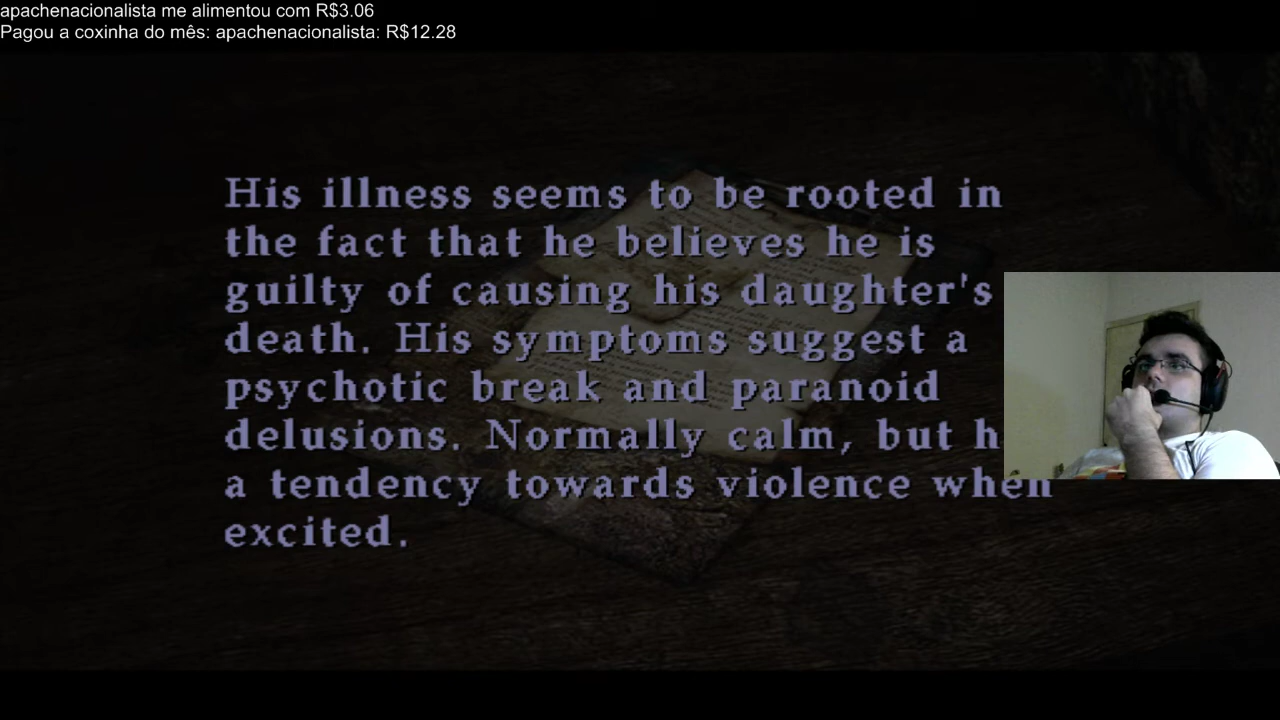 apachenacionalista me alimentou com R$3.06
Pagou a coxinha do mês: apachenacionalista: R$12.28
His illness seems to be rooted in
the fact that he believes he is
guilty of causing his daughter's
death. His symptoms suggest a
psychotic break and paranoid
delusions. Normally calm, but h
a tendency towards violence when
excited.